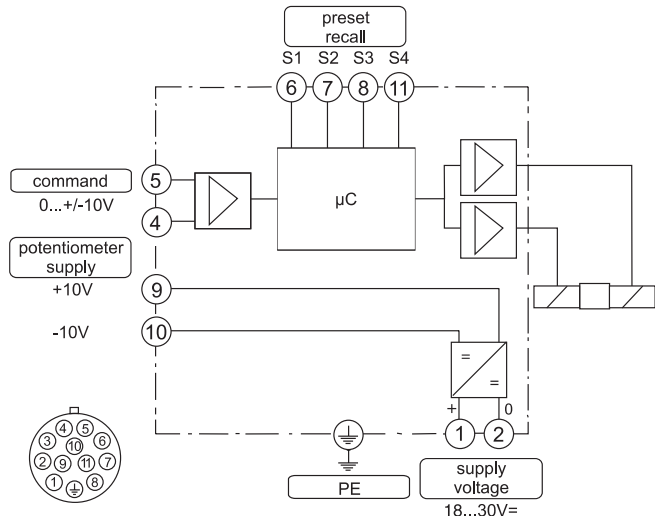 preset
recall
S1 S2 S3 S4
6 7 8 11
5
command
0...+/-10V
4
µC
potentiometer
supply
+10V
9
-10V
10
=
=
+ 0
1 2
PE
supply
voltage
18...30V=
4 5
3 10 6
2 9 11 7
1 8